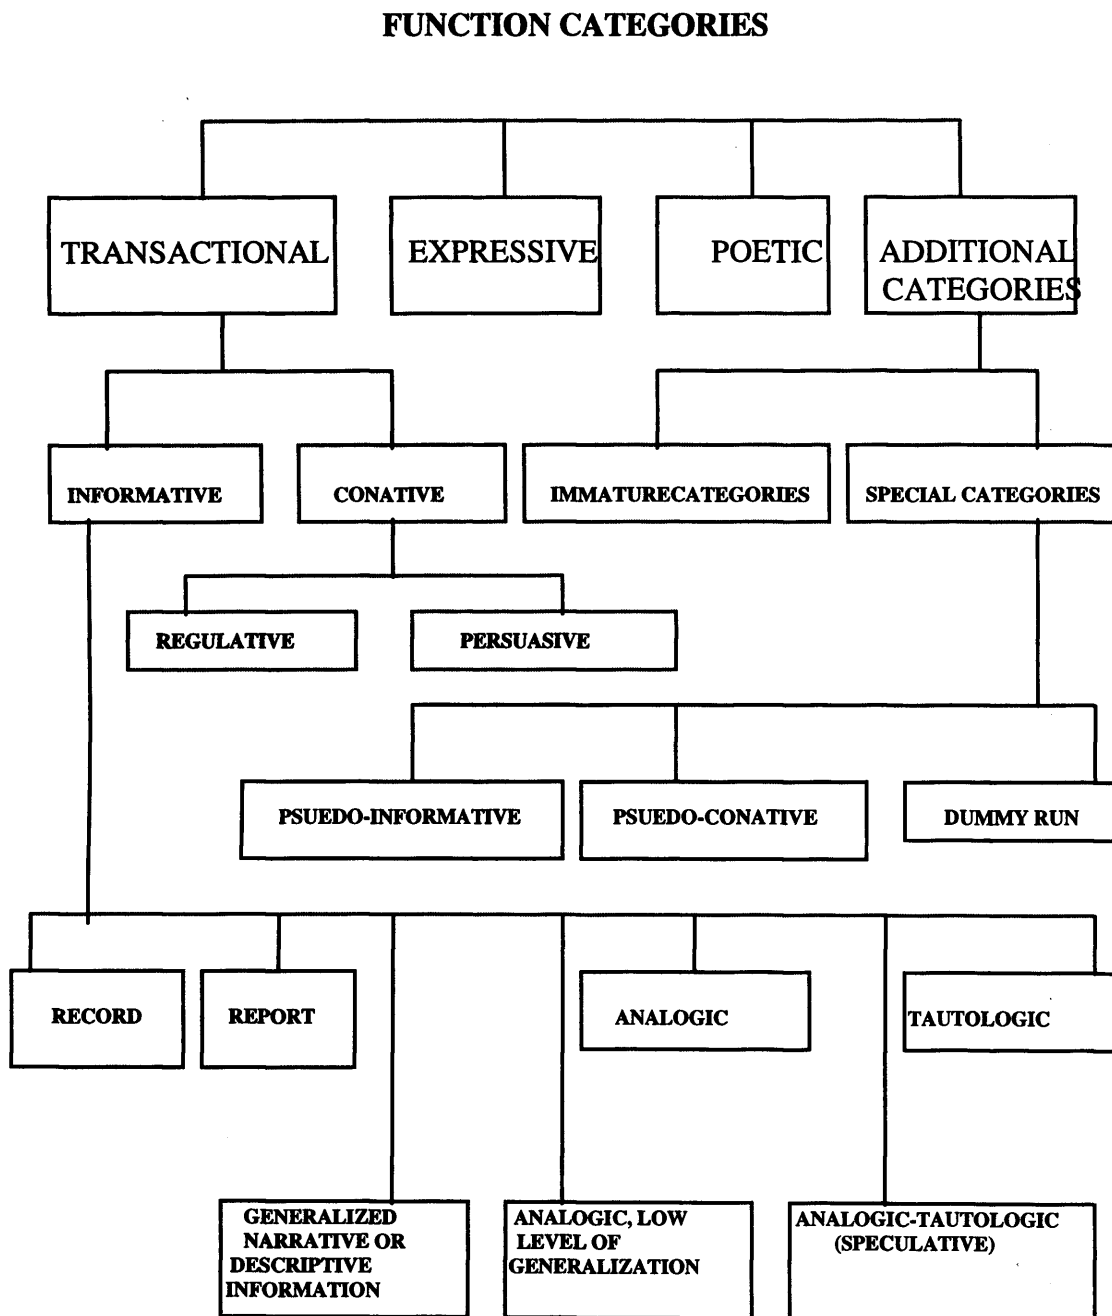 FUNCTION CATEGORIES
TRANSACTIONAL
EXPRESSIVE
POETIC
ADDITIONAL
CATEGORIES
INFORMATIVE
CONATIVE
IMMATURECATEGORIES
SPECIAL CATEGORIES
REGULATIVE
PERSUASIVE
PSUEDO-INFORMATIVE
PSUEDO-CONATIVE
DUMMY RUN
RECORD
REPORT
ANALOGIC
TAUTOLOGIC
GENERALIZED
NARRATIVE OR
DESCRIPTIVE
INFORMATION
ANALOGIC, LOW
LEVEL OF
GENERALIZATION
ANALOGIC-TAUTOLOGIC
(SPECULATIVE)